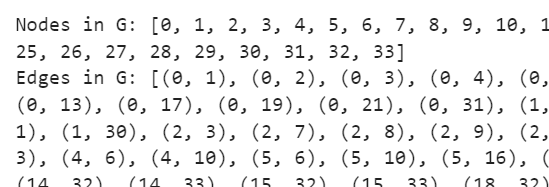 Nodes in G: [0, 1, 2, 3, 4, 5, 6, 7, 8, 9, 10, 1
25, 26, 27, 28, 29, 30, 31, 32, 33]
Edges in G: [(0, 1), (0, 2), (0, 3), (0, 4), (0,
(0, 13), (0, 17), (0, 19), (0, 21), (0, 31), (1,
1), (1, 30), (2, 3), (2, 7), (2, 8), (2, 9), (2,
3), (4, 6), (4, 10), (5, 6), (5, 10), (5, 16), (
(14, 32), (14, 33), (15, 32), (15, 33), (18, 32)